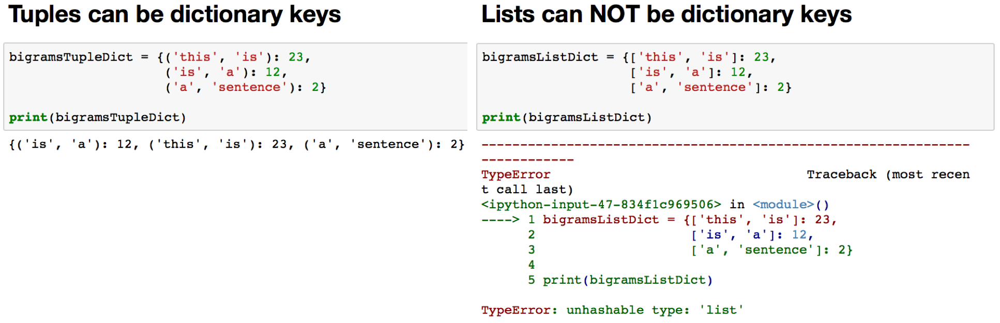 Tuples can be dictionary keys
bigramsTupleDict = {('this', 'is'): 23,
                    ('is', 'a'): 12,
                    ('a', 'sentence'): 2}
print(bigramsTupleDict)
{('is', 'a'): 12, ('this', 'is'): 23, ('a', 'sentence'): 2}
Lists can NOT be dictionary keys
bigramsListDict = {['this', 'is']: 23,
                   ['is', 'a']: 12,
                   ['a', 'sentence']: 2}
print(bigramsListDict)
---------------------------------------------------------------
------------
TypeError                                 Traceback (most recen
t call last)
<ipython-input-47-834f1c969506> in <module>()
----> 1 bigramsListDict = {['this', 'is']: 23,
      2                    ['is', 'a']: 12,
      3                    ['a', 'sentence']: 2}
      4
      5 print(bigramsListDict)
TypeError: unhashable type: 'list'